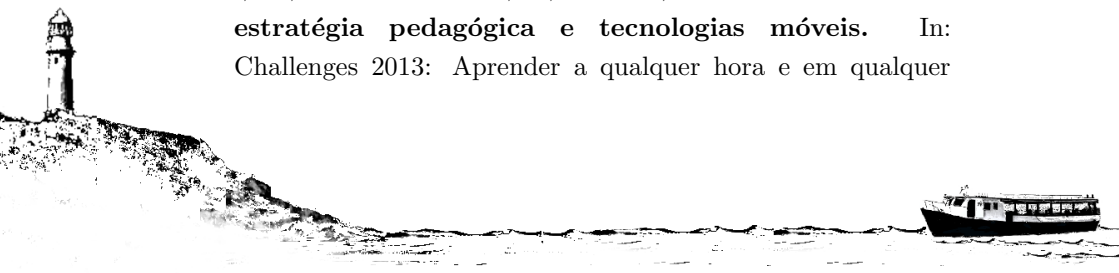 estratégia pedagógica e tecnologias móveis. In:
Challenges 2013: Aprender a qualquer hora e em qualquer